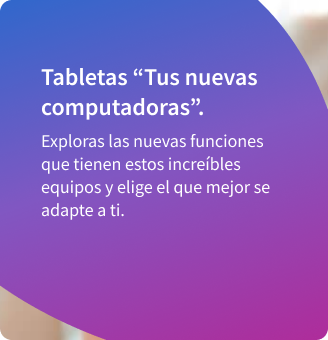 Tabletas “Tus nuevas
computadoras”.
Exploras las nuevas funciones
que tienen estos increíbles
equipos y elige el que mejor se
adapte a ti.